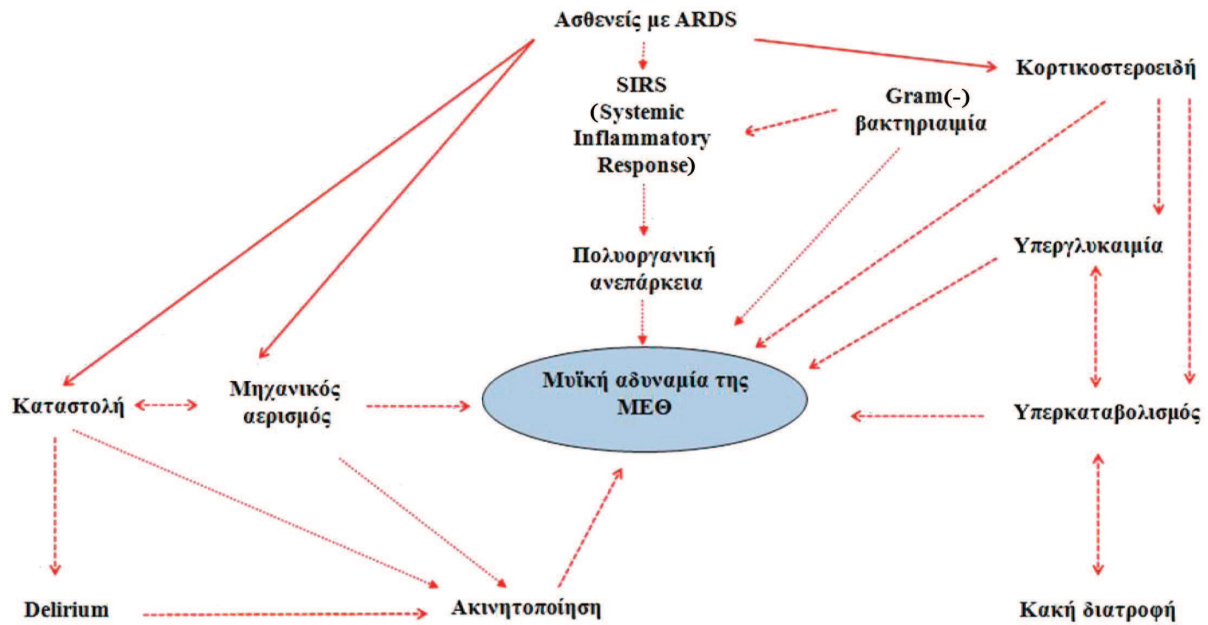 Ασθενείς με ARDS
Κορτικοστεροειδή
SIRS
(Systemic
Inflammatory
Response)
Gram(-)
βακτηριαιμία
Υπεργλυκαιμία
Πολυοργανική
ανεπάρκεια
Μυϊκή αδυναμία της
ΜΕΘ
Καταστολή
Μηχανικός
αερισμός
Υπερκαταβολισμός
Delirium
Ακινητοποίηση
Κακή διατροφή